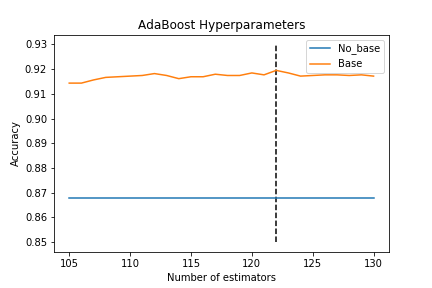 AdaBoost Hyperparameters
0.93
0.92
0.91
0.90
0.89
0.88
0.87
0.86
0.85
Accuracy
No_base
Base
105 110 115 120 125 130
Number of estimators